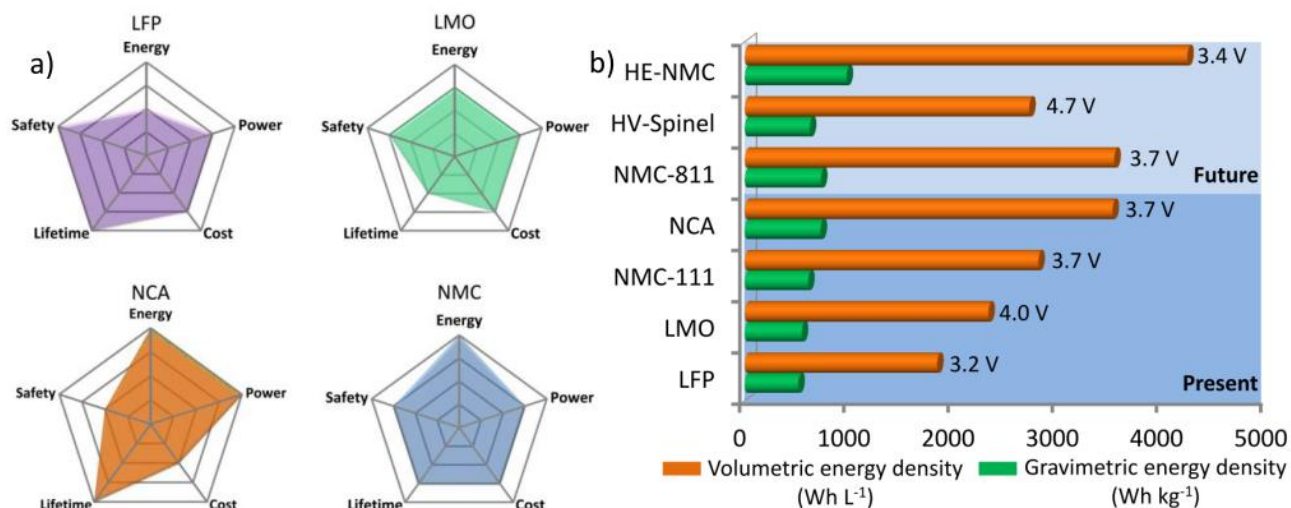 a)
LFP
Energy
Safety
Power
Lifetime
Cost
LMO
Energy
Safety
Power
Lifetime
Cost
NCA
Energy
Safety
Power
Lifetime
Cost
NMC
Energy
Safety
Power
Lifetime
Cost
b)
HE-NMC
3.4 V
HV-Spinel
4.7 V
NMC-811
3.7 V
Future
NCA
3.7 V
NMC-111
3.7 V
LMO
4.0 V
LFP
3.2 V
Present
0 1000 2000 3000 4000 5000
Volumetric energy density
(Wh L⁻¹)
Gravimetric energy density
(Wh kg⁻¹)